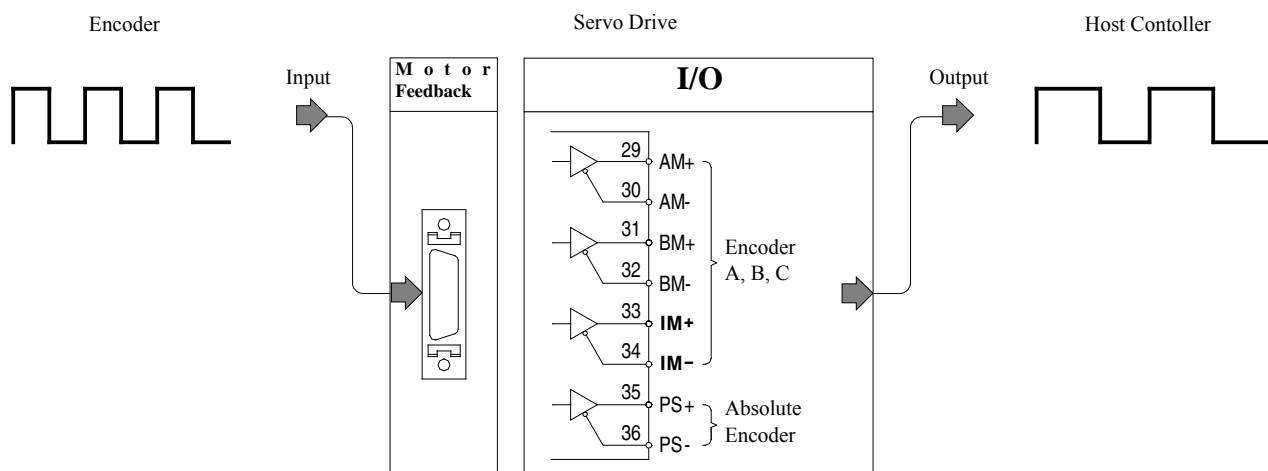 Encoder
Servo Drive
Host Contoller
Input
Motor
Feedback
I/O
Output
29 AM+
30 AM-
31 BM+
32 BM-
Encoder
A, B, C
33 IM+
34 IM-
35 PS+
36 PS-
Absolute
Encoder